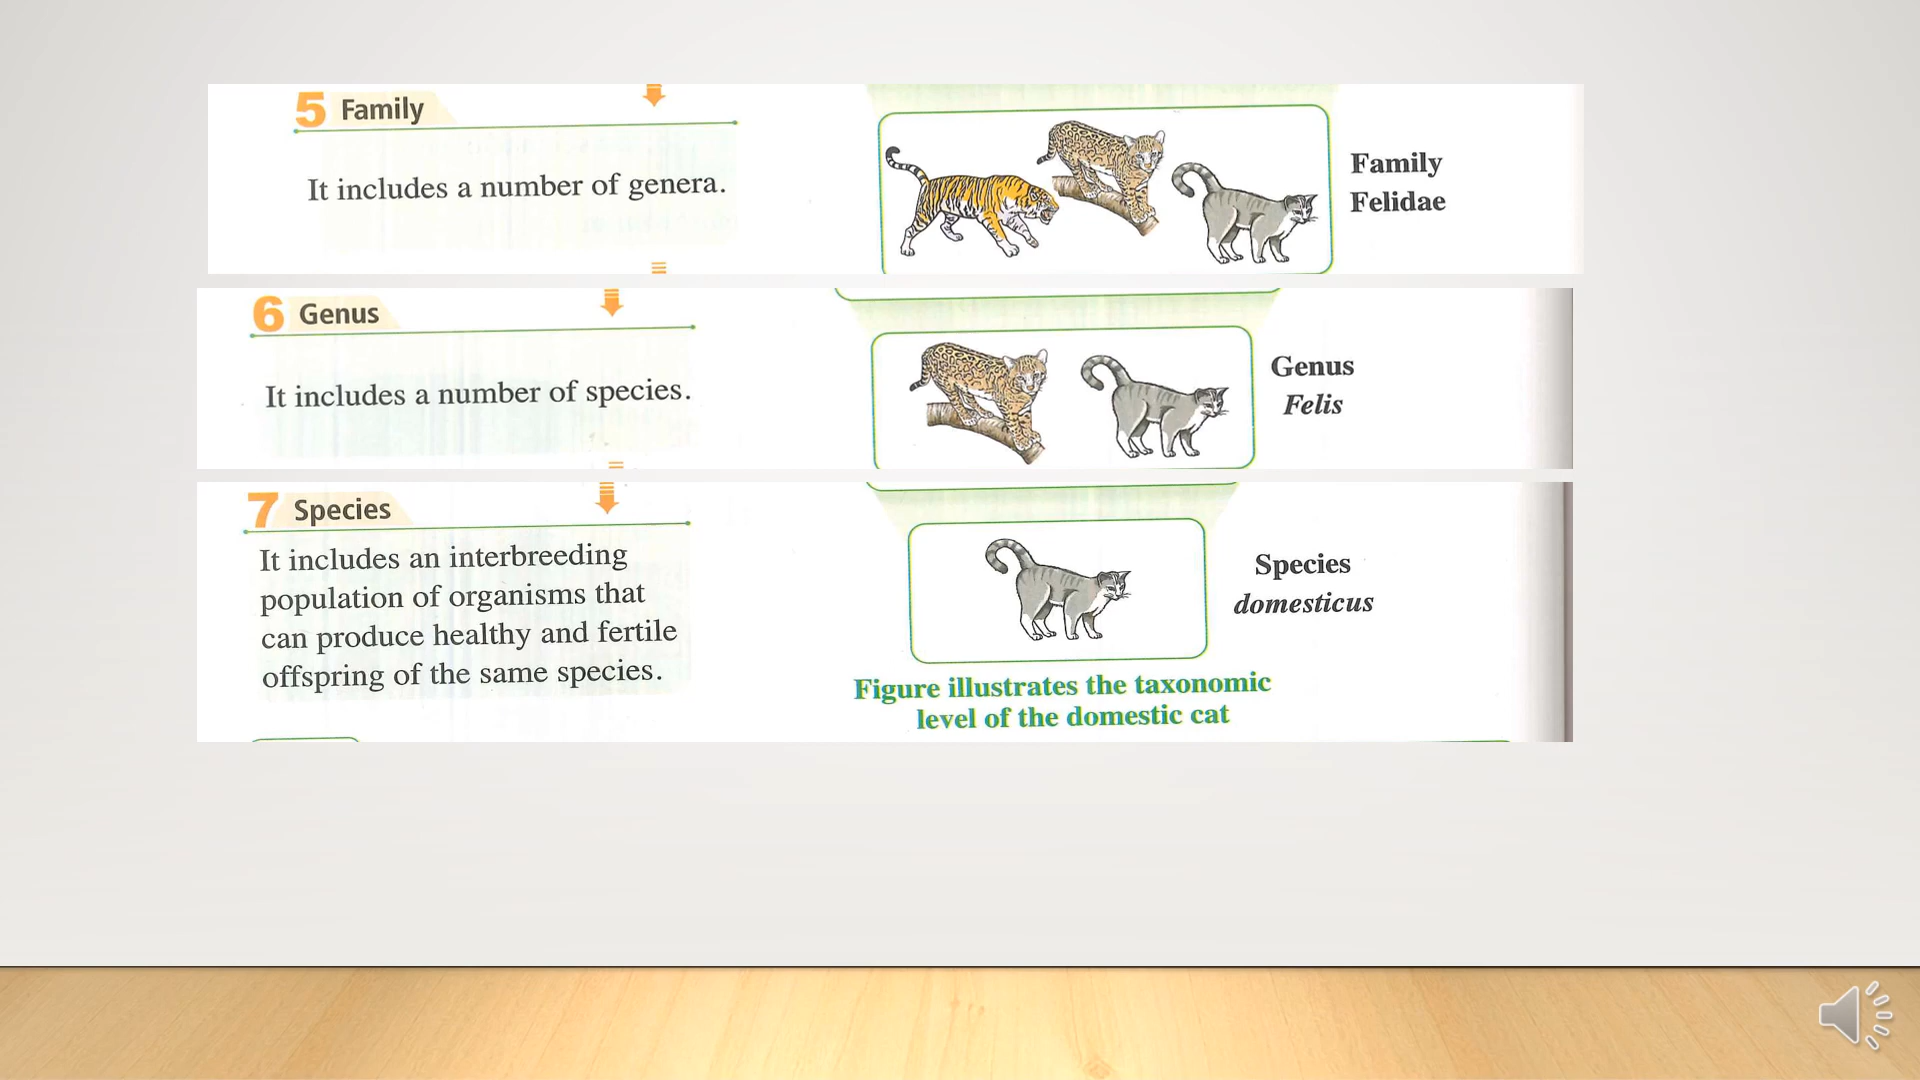 5 Family
It includes a number of genera.
Family
Felidae
6 Genus
It includes a number of species.
Genus
Felis
7 Species
It includes an interbreeding
population of organisms that
can produce healthy and fertile
offspring of the same species.
Species
domesticus
Figure illustrates the taxonomic
level of the domestic cat